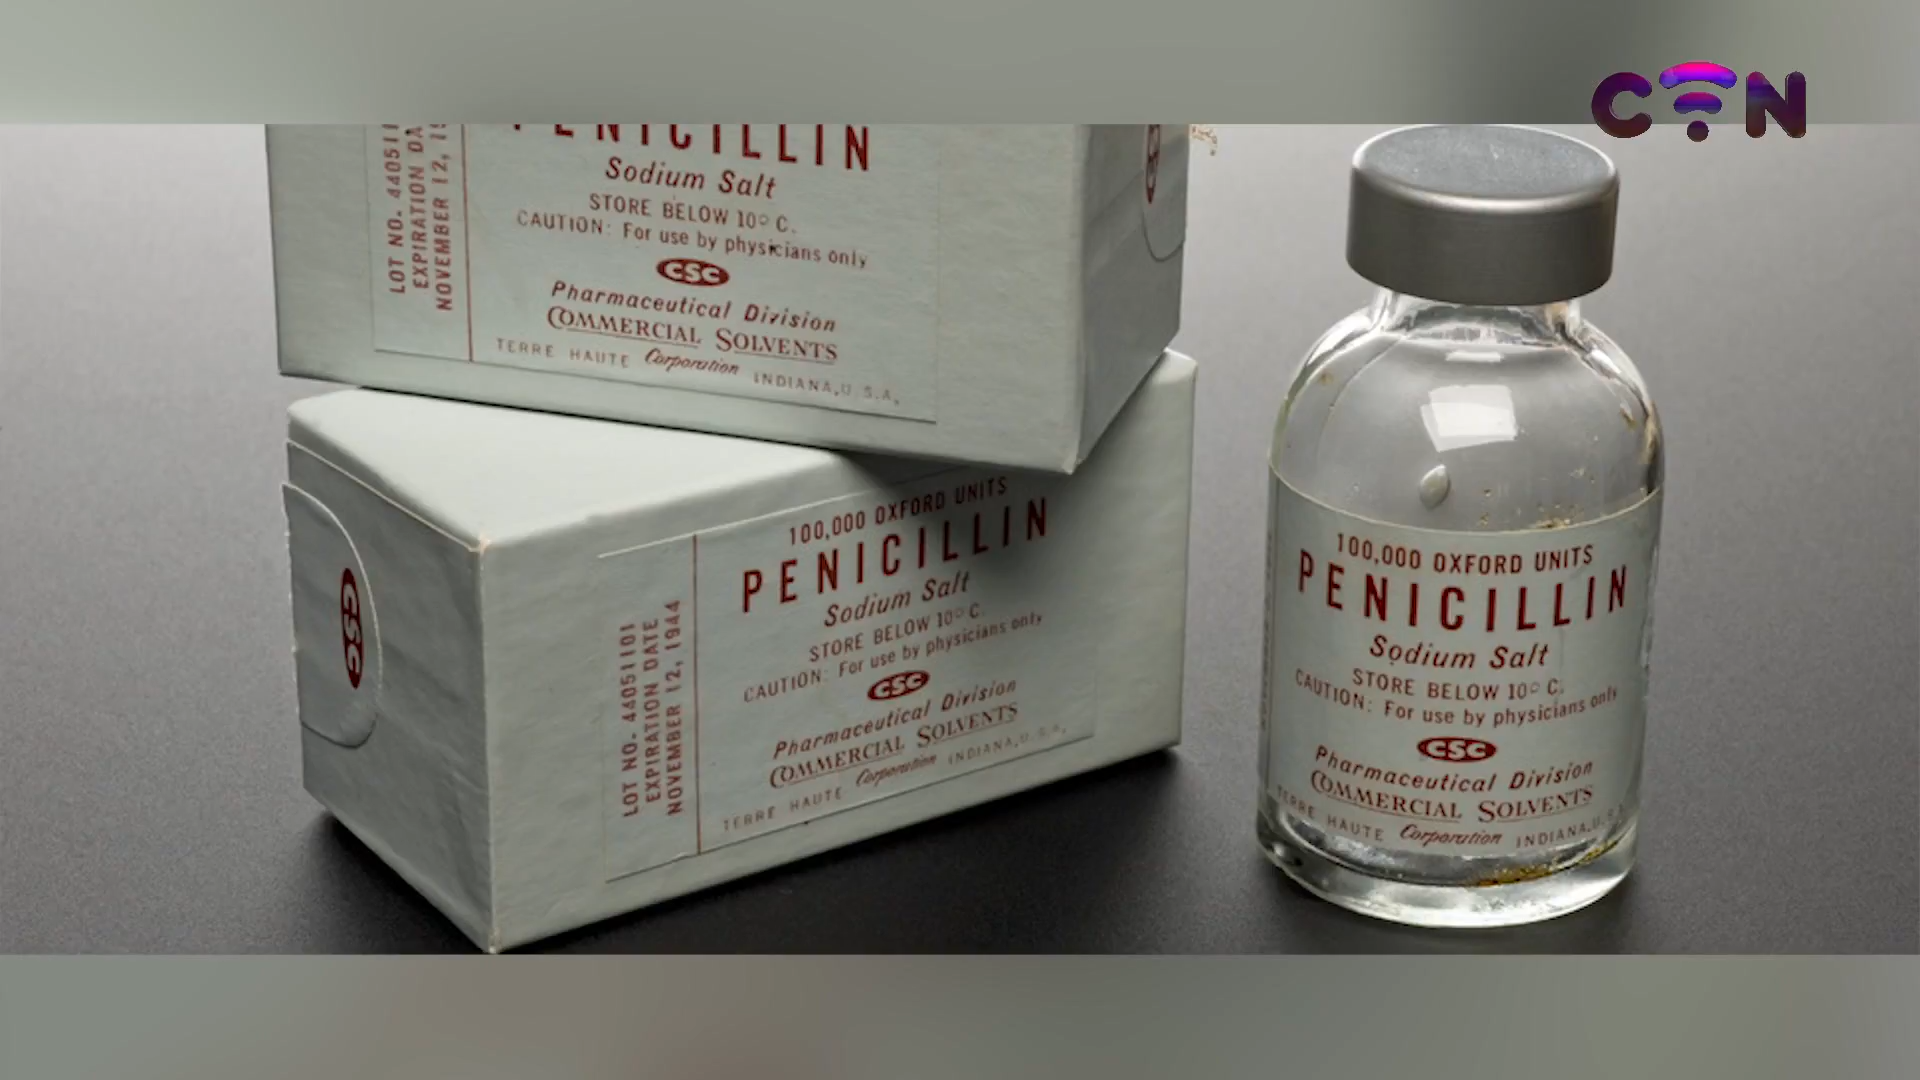 CTN
PENICILLIN
Sodium Salt
STORE BELOW 10° C.
CAUTION: For use by physicians only
CSC
Pharmaceutical Division
COMMERCIAL SOLVENTS
TERRE HAUTE Corporation INDIANA, U.S.A.
EXPIRATION
NOVEMBER 12,
100,000 OXFORD UNITS
PENICILLIN
Sodium Salt
STORE BELOW 10° C.
CAUTION: For use by physicians only
CSC
Pharmaceutical Division
COMMERCIAL SOLVENTS
TERRE HAUTE Corporation INDIANA, U.S.A.
LOT NO. 44051101
EXPIRATION DATE
NOVEMBER 12, 1944
CSC
100,000 OXFORD UNITS
PENICILLIN
Sodium Salt
STORE BELOW 10° C.
CAUTION: For use by physicians only
CSC
Pharmaceutical Division
COMMERCIAL SOLVENTS
TERRE HAUTE Corporation INDIANA, U.S.